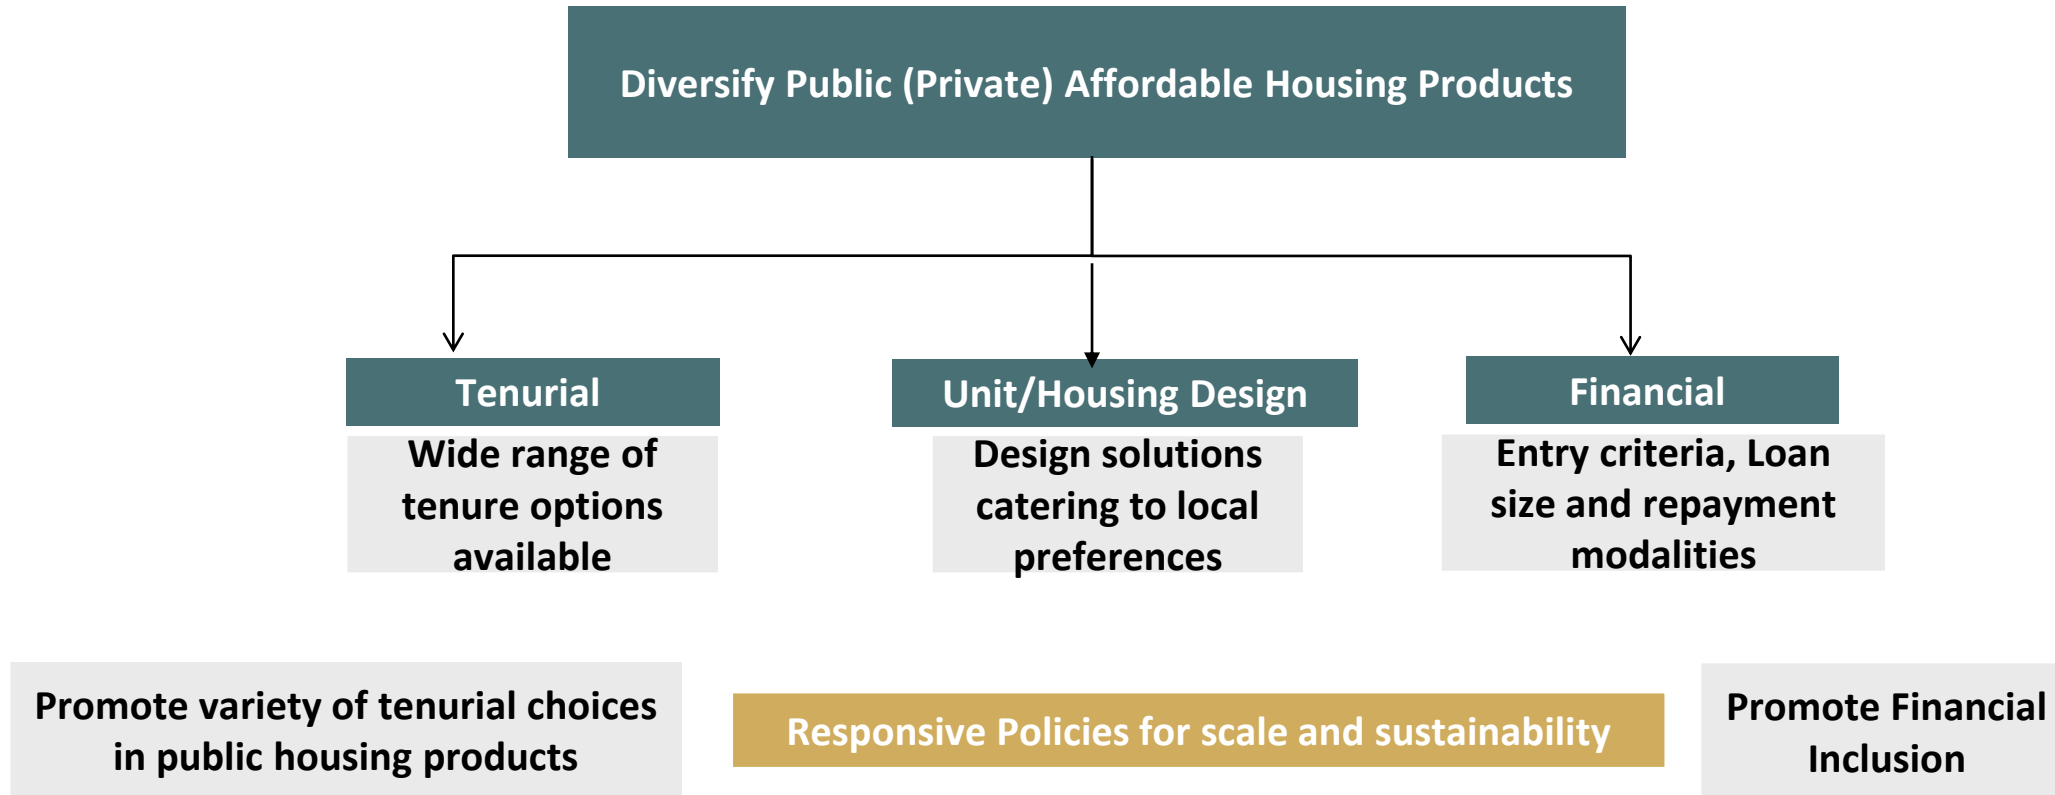 Diversify Public (Private) Affordable Housing Products
Tenurial
Wide range of
tenure options
available
Unit/Housing Design
Design solutions
catering to local
preferences
Financial
Entry criteria, Loan
size and repayment
modalities
Promote variety of tenurial choices
in public housing products
Responsive Policies for scale and sustainability
Promote Financial
Inclusion